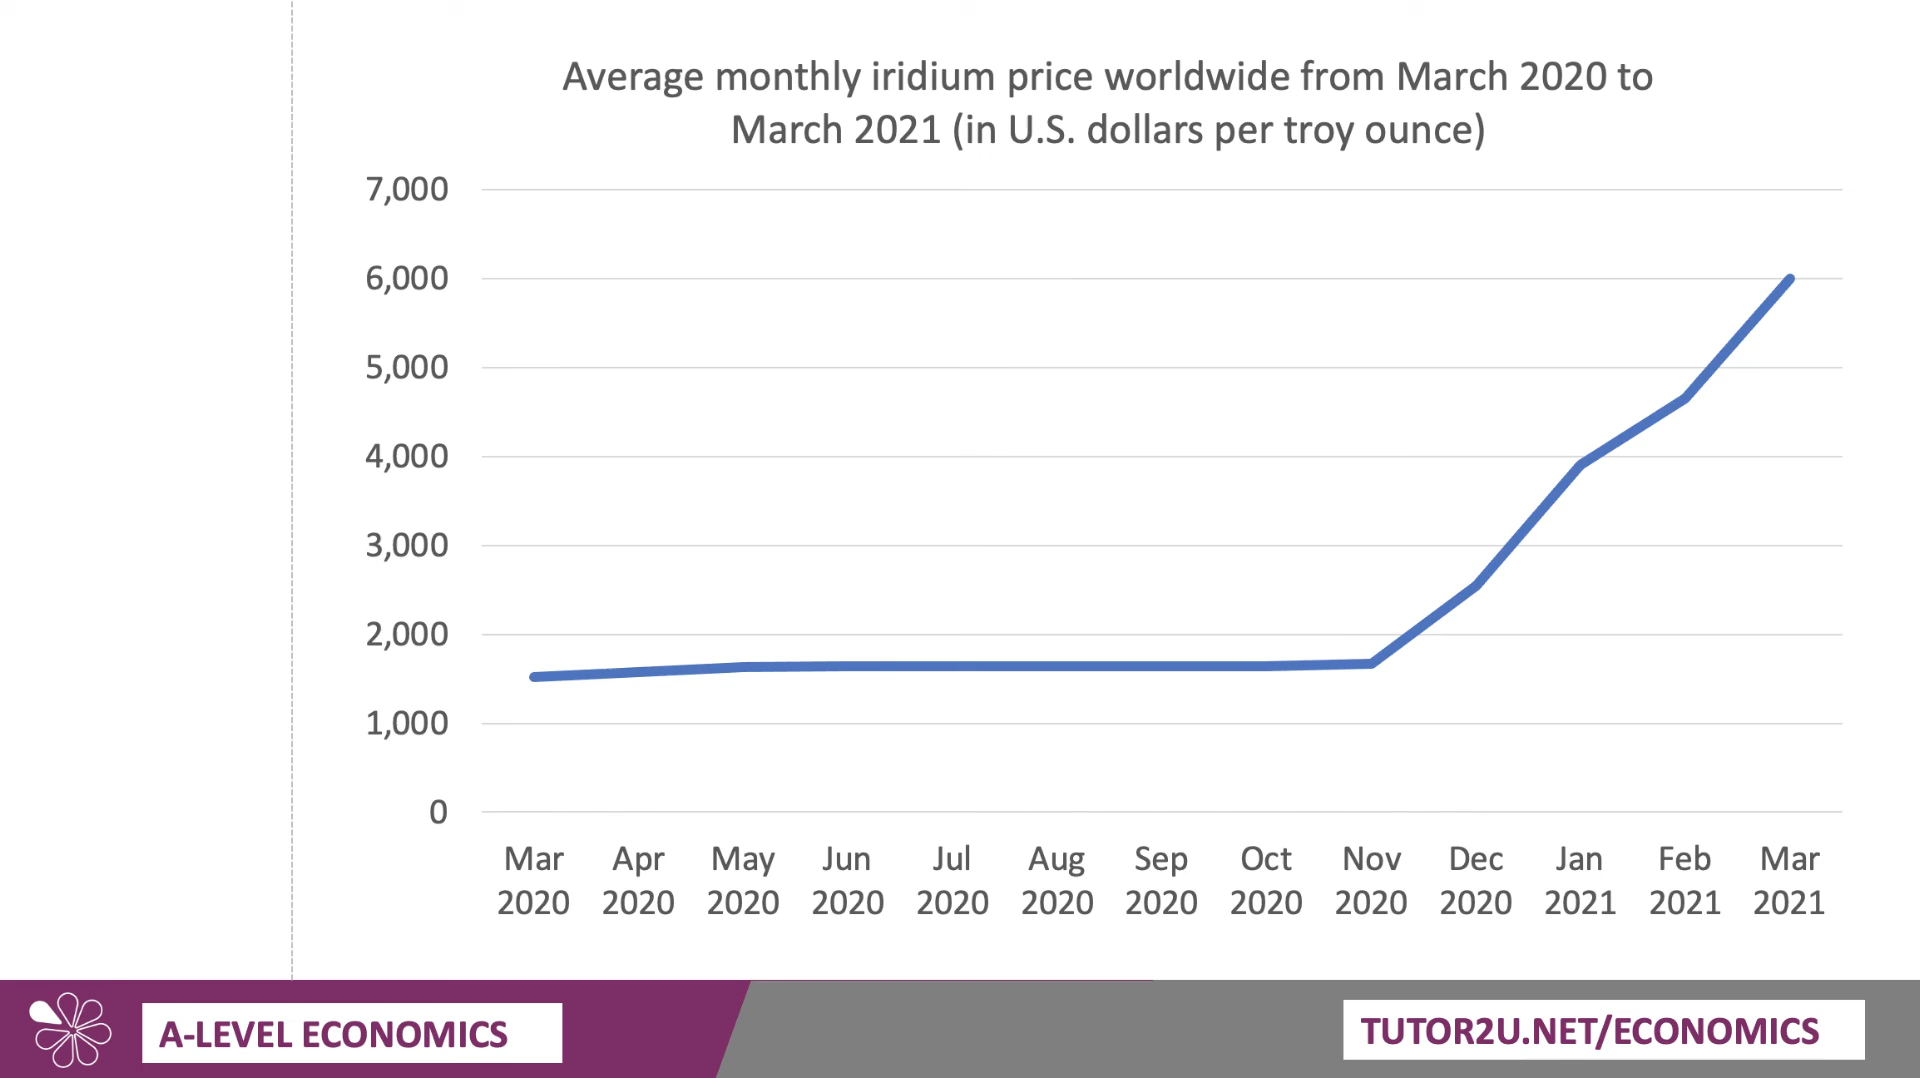 Average monthly iridium price worldwide from March 2020 to
March 2021 (in U.S. dollars per troy ounce)
7,000
6,000
5,000
4,000
3,000
2,000
1,000
0
Mar Apr May Jun Jul Aug Sep Oct Nov Dec Jan Feb Mar
2020 2020 2020 2020 2020 2020 2020 2020 2020 2020 2021 2021 2021
A-LEVEL ECONOMICS
TUTOR2U.NET/ECONOMICS